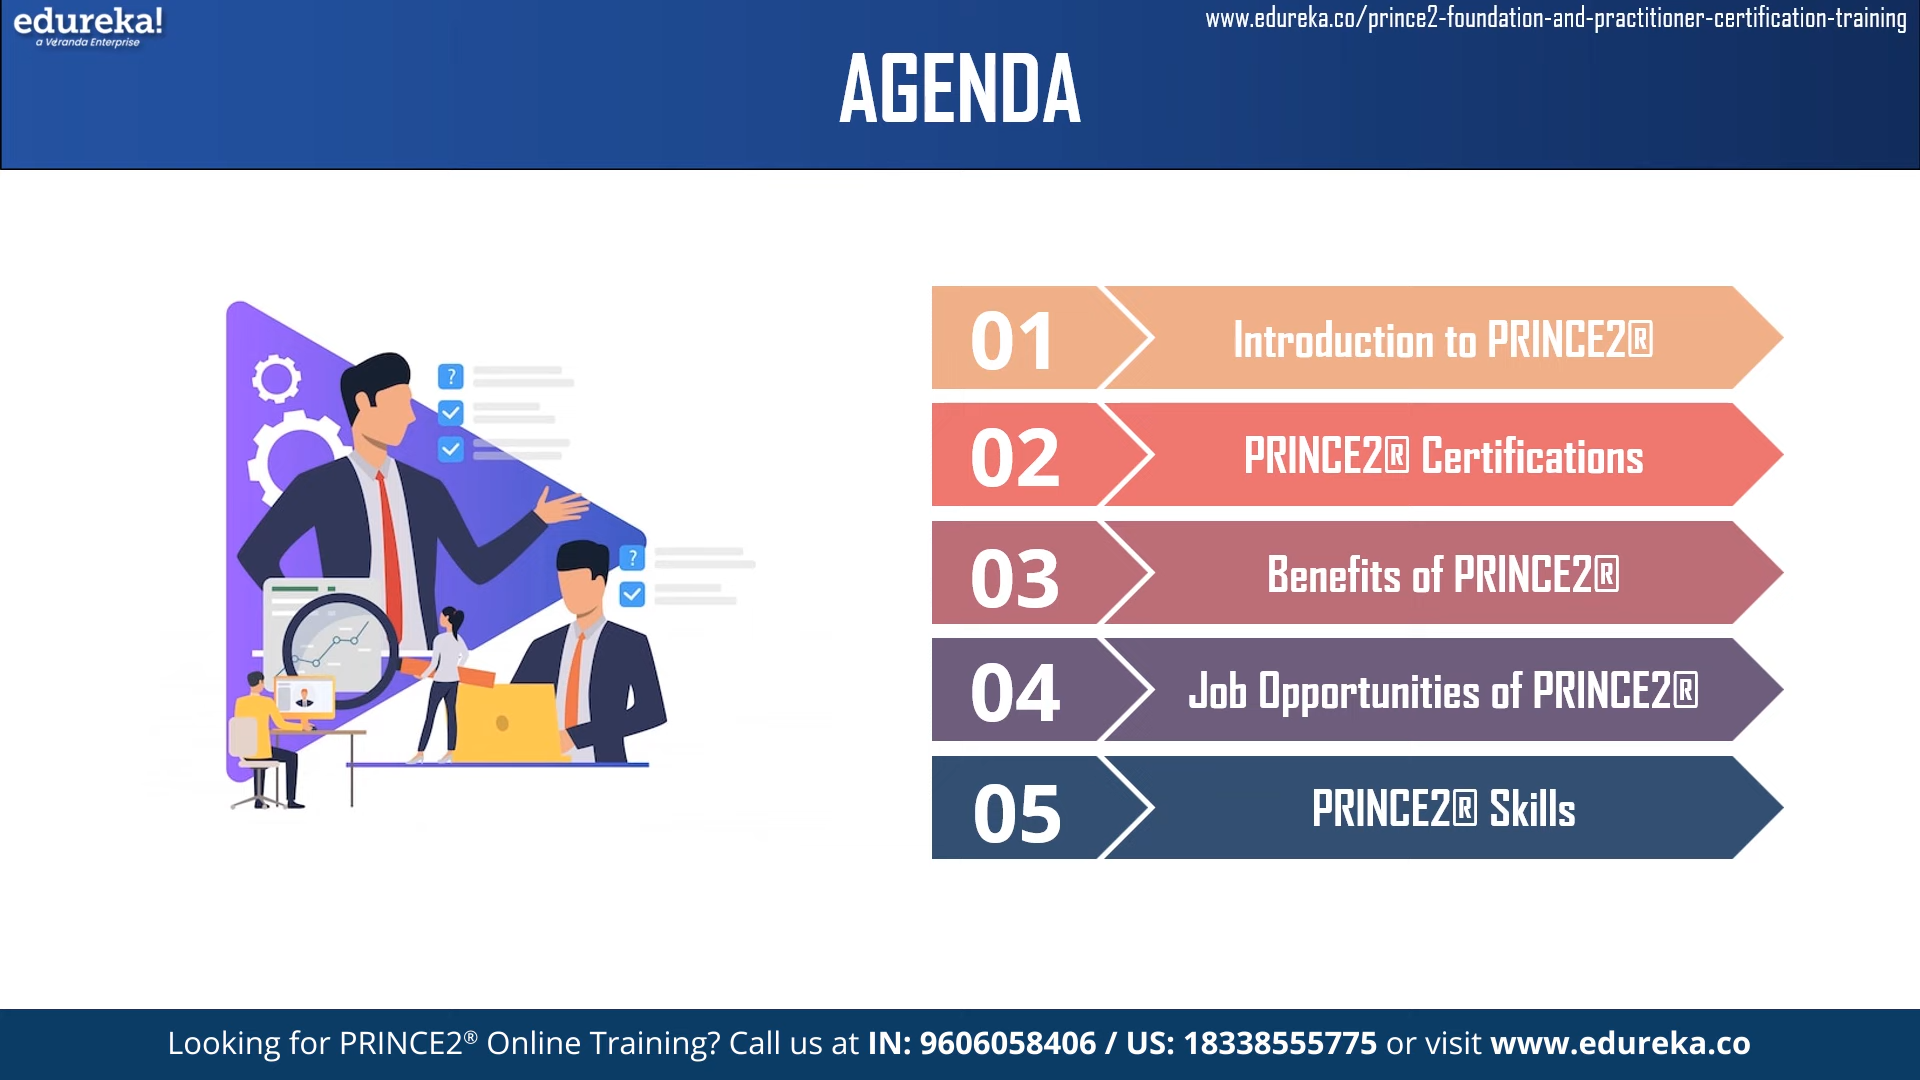 edureka!
a Veranda Enterprise
www.edureka.co/prince2-foundation-and-practitioner-certification-training
AGENDA
?
?
01 Introduction to PRINCE2®
02 PRINCE2® Certifications
03 Benefits of PRINCE2®
04 Job Opportunities of PRINCE2®
05 PRINCE2® Skills
Looking for PRINCE2® Online Training? Call us at IN: 9606058406 / US: 18338555775 or visit www.edureka.co